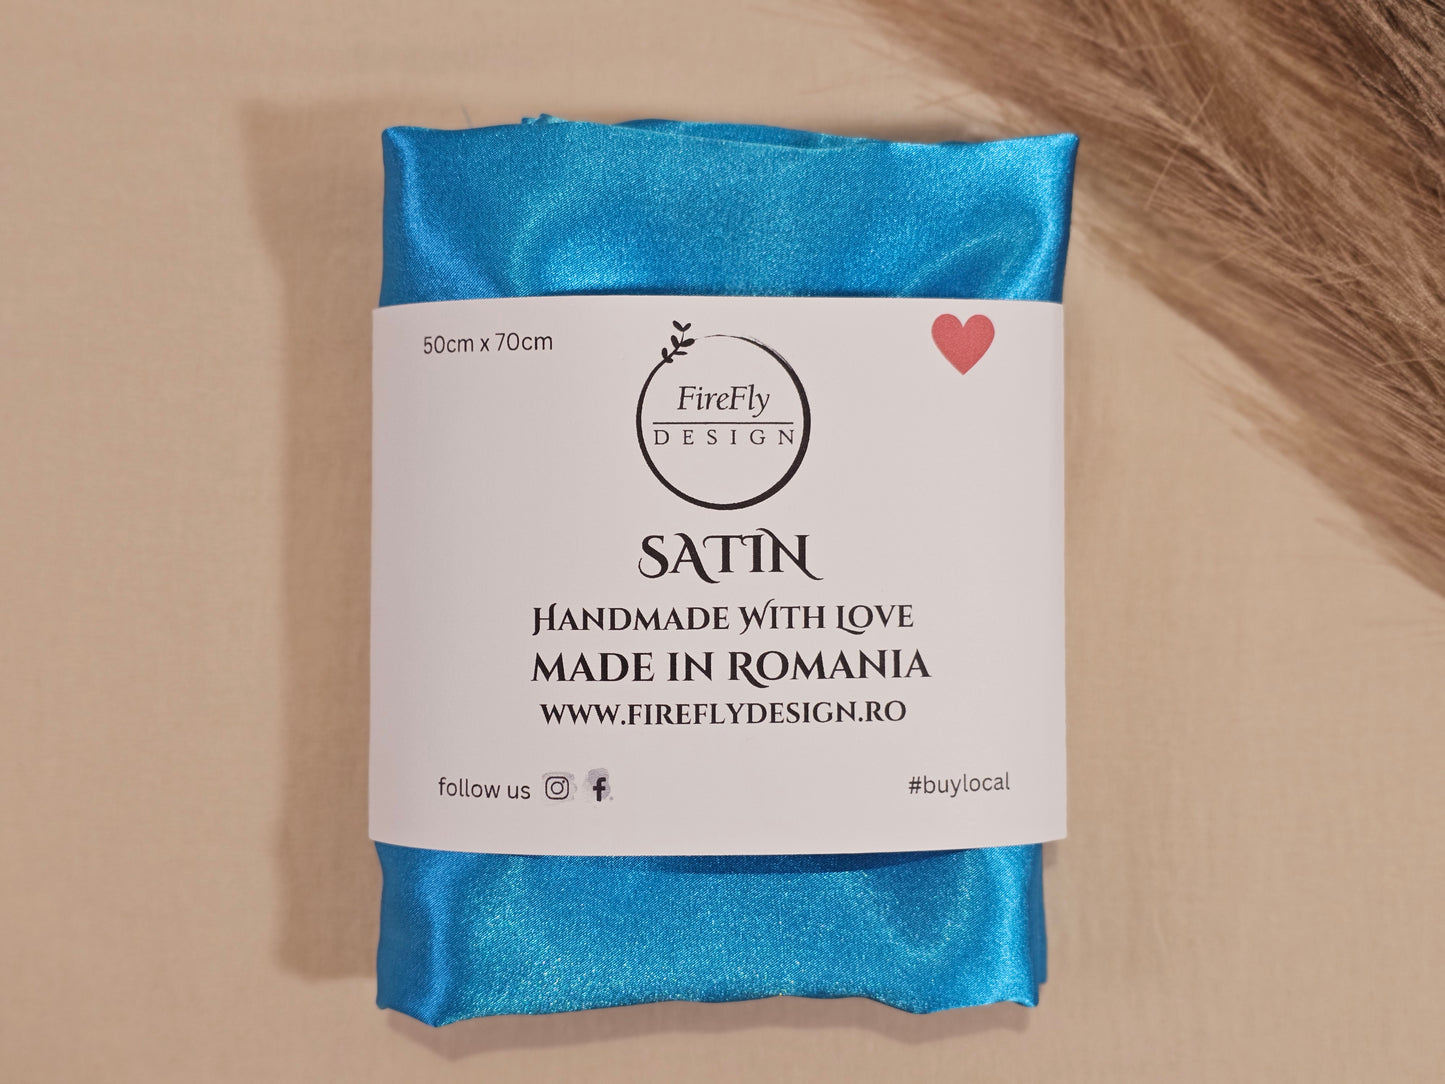 50cm x 70cm
FireFly
DESIGN
SATIN
HANDMADE WITH LOVE
MADE IN ROMANIA
WWW.FIREFLYDESIGN.RO
follow us
#buylocal